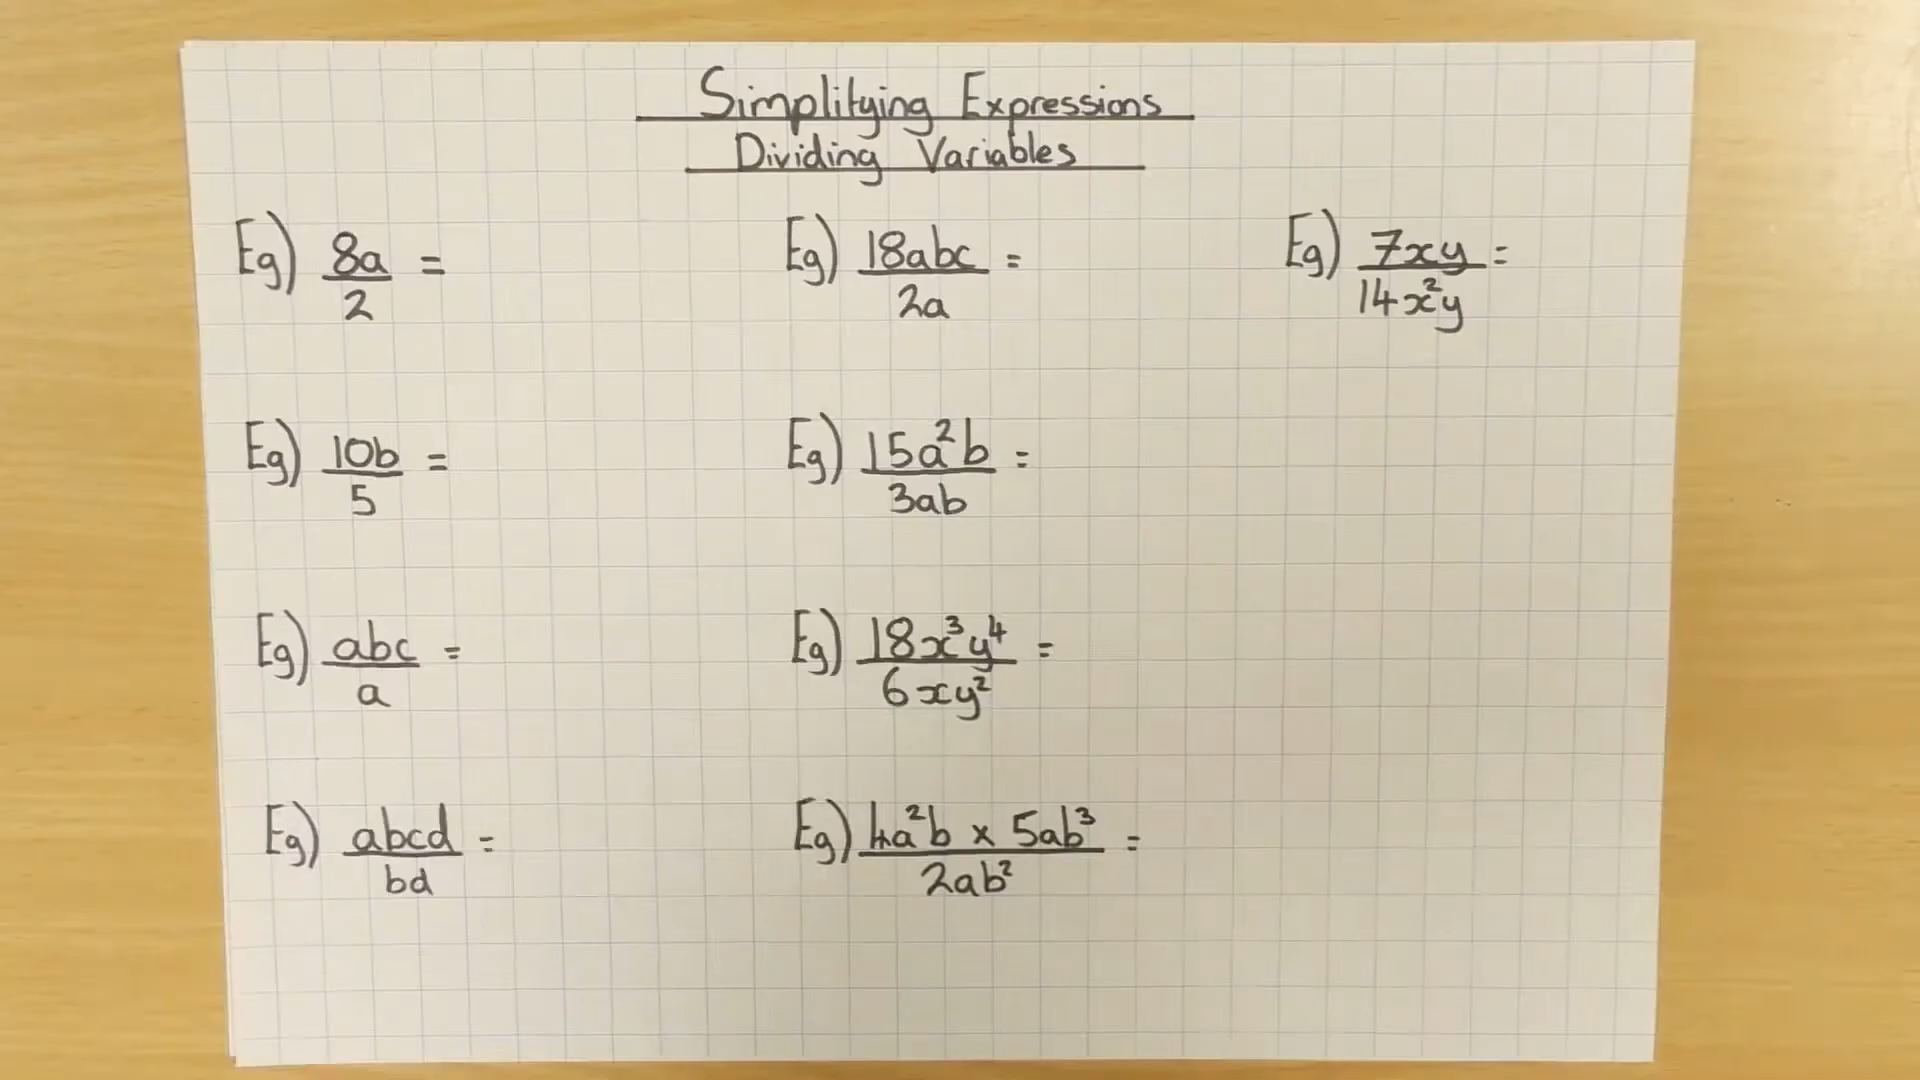 Simplifying Expressions
Dividing Variables
Eg) 8a/2 =
Eg) 10b/5 =
Eg) abc/a =
Eg) abcd/bd =
Eg) 18abc/2a =
Eg) 15a²b/3ab =
Eg) 18x³y⁴/6xy² =
Eg) 4a²b × 5ab³/2ab² =
Eg) 7xy/14x²y =